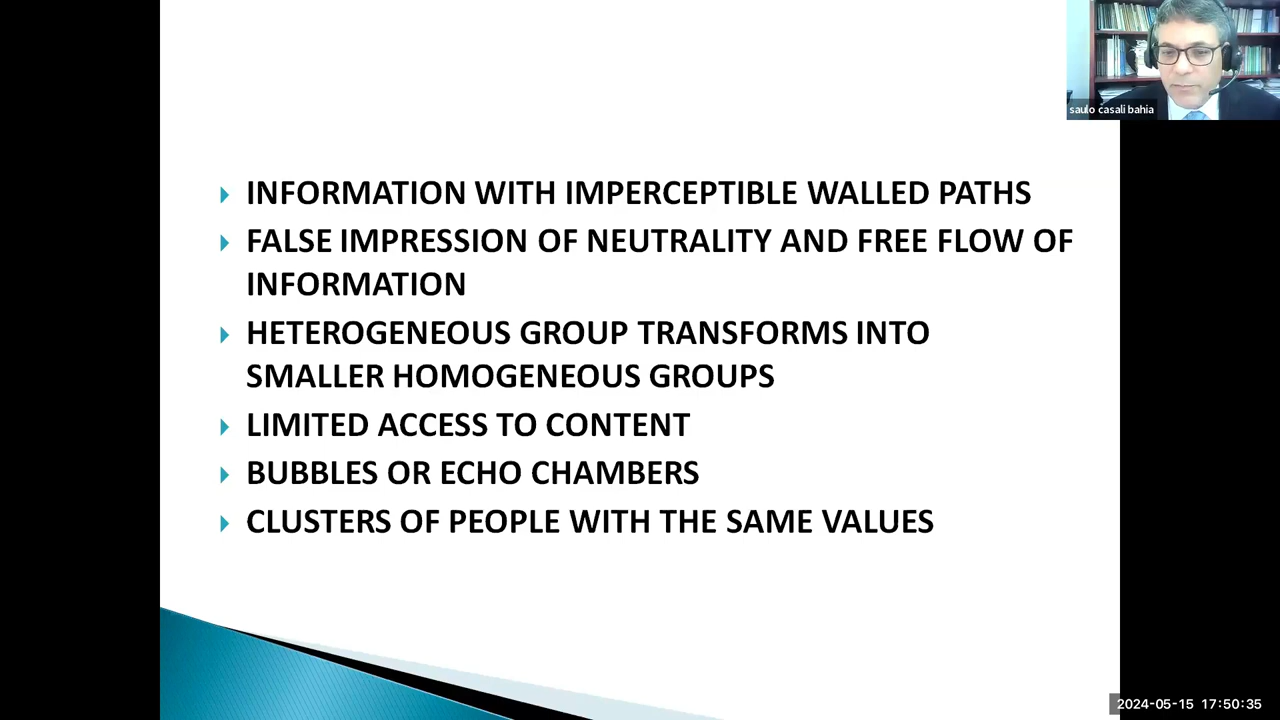 saulo casali bahia
INFORMATION WITH IMPERCEPTIBLE WALLED PATHS
FALSE IMPRESSION OF NEUTRALITY AND FREE FLOW OF
INFORMATION
HETEROGENEOUS GROUP TRANSFORMS INTO
SMALLER HOMOGENEOUS GROUPS
LIMITED ACCESS TO CONTENT
BUBBLES OR ECHO CHAMBERS
CLUSTERS OF PEOPLE WITH THE SAME VALUES
2024-05-15 17:50:35